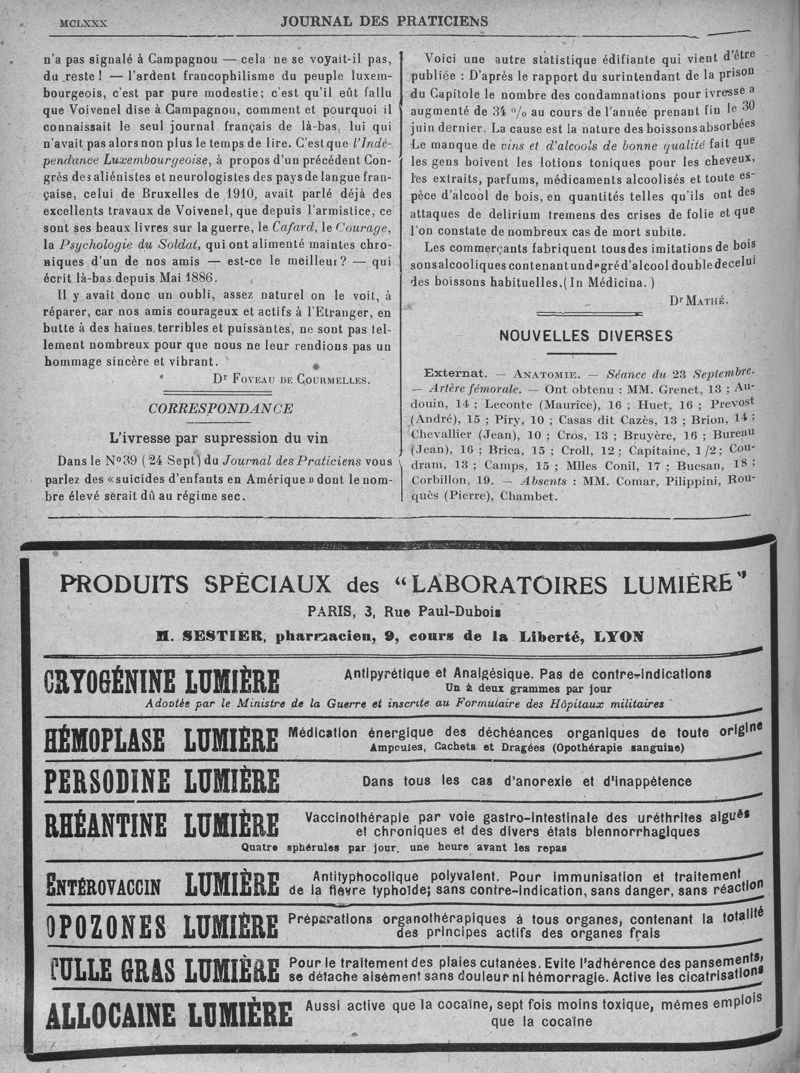 MCLXXX
JOURNAL DES PRATICIENS
n'a pas signalé à Campagnou — cela ne se voyait-il pas,
du reste ! — l'ardent francophilisme du peuple luxem-
bourgeois, c'est par pure modestie; c'est qu'il eût fallu
que Voivenel dise à Campagnou, comment et pourquoi il
connaissait le seul journal français de là-bas, lui qui
n'avait pas alors non plus le temps de lire. C'est que l'Indé-
pendance Luxembourgeoise, à propos d'un précédent Con-
grès des aliénistes et neurologistes des pays de langue fran-
çaise, celui de Bruxelles de 1910, avait parlé déjà des
excellents travaux de Voivenel, que depuis l'armistice, ce
sont ses beaux livres sur la guerre, le Cafard, le Courage,
la Psychologie du Soldat, qui ont alimenté maintes chro-
niques d'un de nos amis — est-ce le meilleur ? — qui
écrit là-bas depuis Mai 1886.
Il y avait donc un oubli, assez naturel on le voit, à
réparer, car nos amis courageux et actifs à l'Etranger, en
butte à des haines terribles et puissantes, ne sont pas tel-
lement nombreux pour que nous ne leur rendions pas un
hommage sincère et vibrant.
Dr FOVEAU DE COURMELLES.
CORRESPONDANCE
L'ivresse par supression du vin
Dans le N° 39 (24 Sept) du Journal des Praticiens vous
parlez des « suicides d'enfants en Amérique » dont le nom-
bre élevé serait dû au régime sec.
Voici une autre statistique édifiante qui vient d'être
publiée : D'après le rapport du surintendant de la prison
du Capitole le nombre des condamnations pour ivresse a
augmenté de 34 % au cours de l'année prenant fin le 30
juin dernier. La cause est la nature des boissons absorbées
Le manque de vins et d'alcools de bonne qualité fait que
les gens boivent les lotions toniques pour les cheveux,
les extraits, parfums, médicaments alcoolisés et toute es-
pèce d'alcool de bois, en quantités telles qu'ils ont des
attaques de delirium tremens des crises de folie et que
l'on constate de nombreux cas de mort subite.
Les commerçants fabriquent tous des imitations de bois
sons alcooliques contenant un degré d'alcool double de celui
des boissons habituelles. (In Médicina.)
Dr MATHÉ.
NOUVELLES DIVERSES
Externat. — ANATOMIE. — Séance du 23 Septembre.
— Artère fémorale. — Ont obtenu : MM. Grenet, 13 ; Au-
douin, 14 ; Leconte (Maurice), 16 ; Huet, 16 ; Prevost
(André), 15 ; Piry, 10 ; Casas dit Cazès, 13 ; Brion, 14 ;
Chevallier (Jean), 10 ; Cros, 13 ; Bruyère, 16 ; Bureau
(Jean), 16 ; Brica, 15 ; Croll, 12 ; Capitaine, 1/2 ; Cou-
dram, 13 ; Camps, 15 ; Mlles Conil, 17 ; Bucsan, 18 ;
Corbillon, 19. — Absents : MM. Comar, Pilippini, Rou-
quès (Pierre), Chambet.
PRODUITS SPÉCIAUX des "LABORATOIRES LUMIÈRE"
PARIS, 3, Rue Paul-Dubois
M. SESTIER, pharmacien, 9, cours de la Liberté, LYON
CRYOGÉNINE LUMIÈRE
Antipyrétique et Analgésique. Pas de contre-indications
Un à deux grammes par jour
Adoptée par le Ministre de la Guerre et inscrite au Formulaire des Hôpitaux militaires
HÉMOPLASE LUMIÈRE
Médication énergique des déchéances organiques de toute origine
Ampoules, Cachets et Dragées (Opothérapie sanguine)
PERSODINE LUMIÈRE
Dans tous les cas d'anorexie et d'inappétence
RHÉANTINE LUMIÈRE
Vaccinothérapie par voie gastro-intestinale des uréthrites aiguës
et chroniques et des divers états blennorrhagiques
Quatre sphérules par jour, une heure avant les repas
ENTÉROVACCIN LUMIÈRE
Antityphocolique polyvalent. Pour immunisation et traitement
de la fièvre typhoïde; sans contre-indication, sans danger, sans réaction
OPOZONES LUMIÈRE
Préparations organothérapiques à tous organes, contenant la totalité
des principes actifs des organes frais
TULLE GRAS LUMIÈRE
Pour le traitement des plaies cutanées. Evite l'adhérence des pansements,
se détache aisément sans douleur ni hémorragie. Active les cicatrisations
ALLOCAINE LUMIÈRE
Aussi active que la cocaïne, sept fois moins toxique, mêmes emplois
que la cocaïne